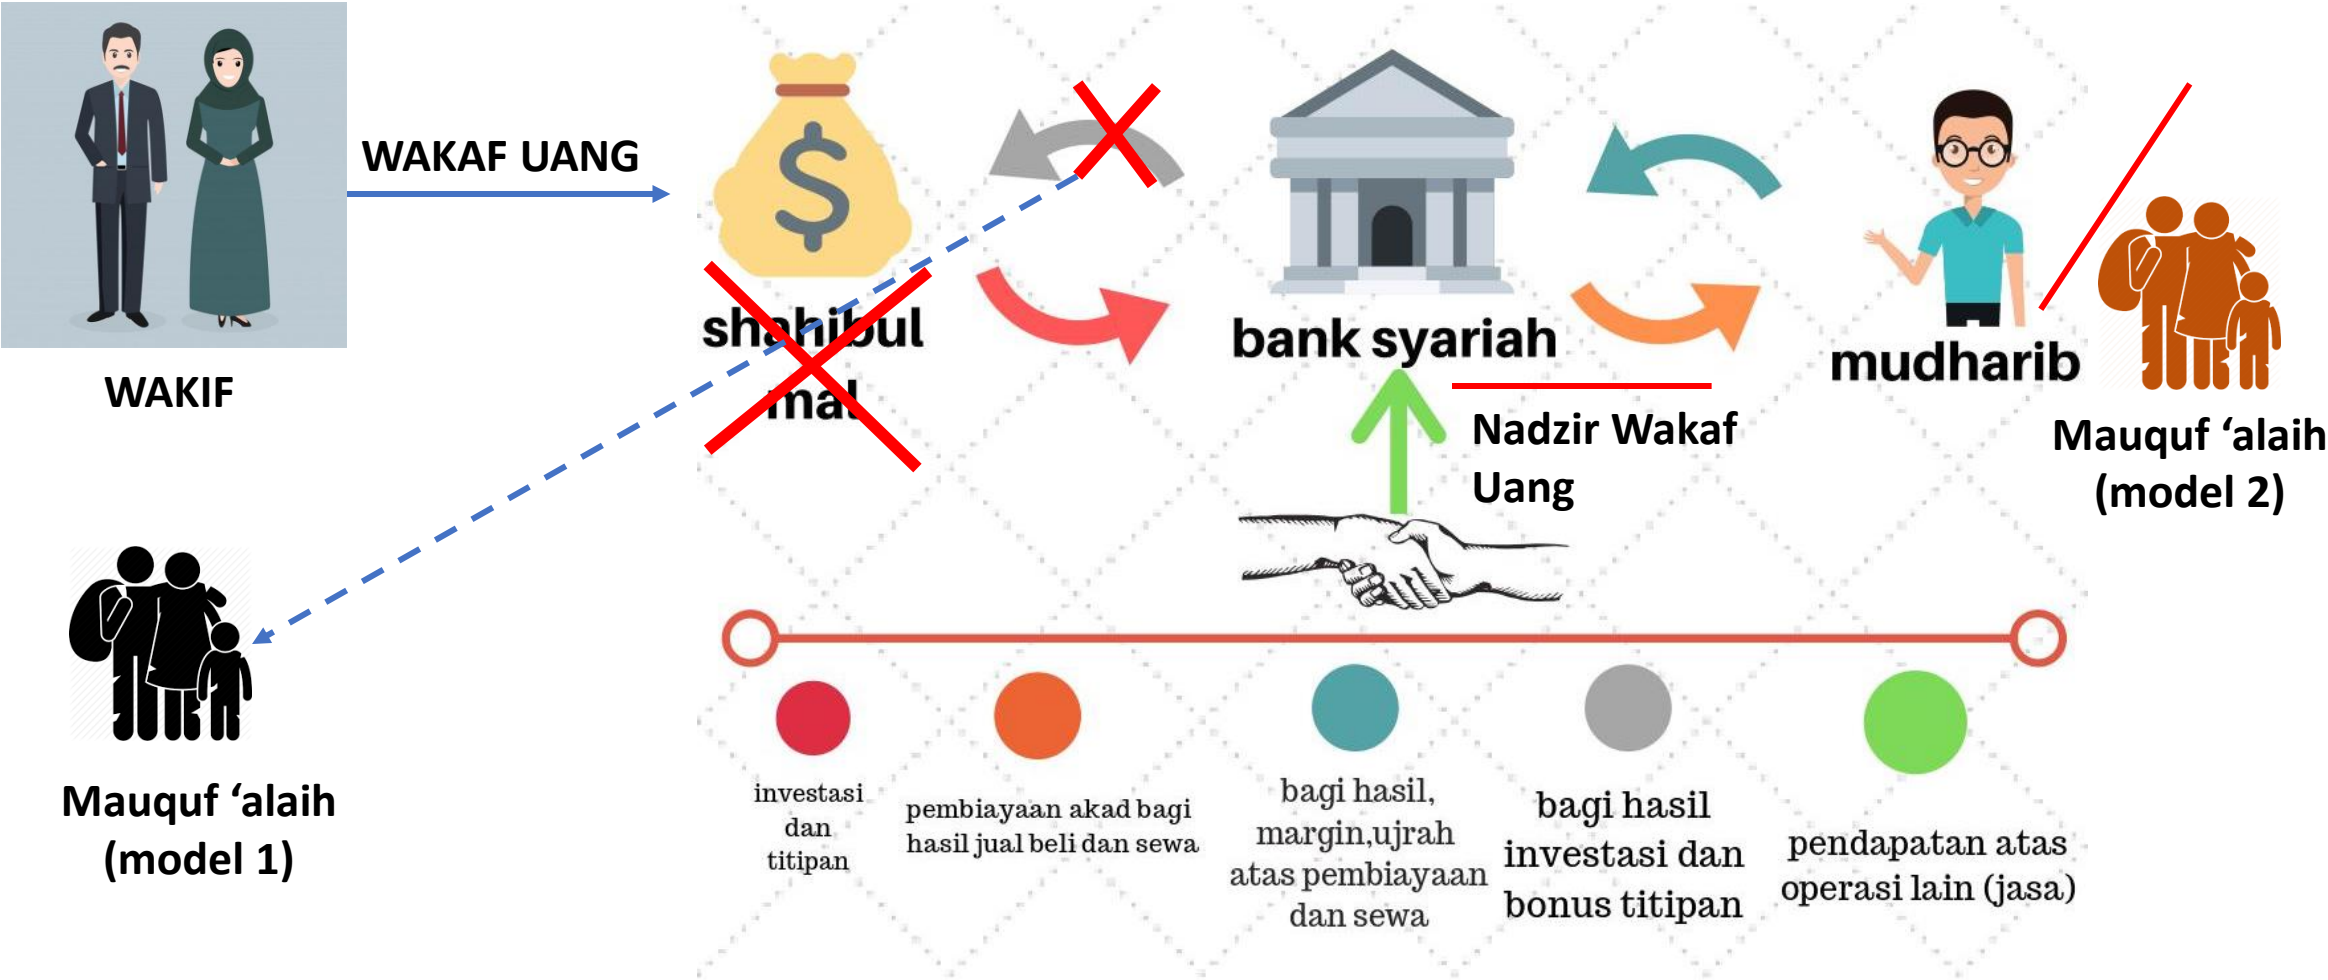 WAKAF UANG
WAKIF
shahibul
mal
bank syariah
mudharib
Nadzir Wakaf
Uang
Mauquf ‘alaih
(model 2)
Mauquf ‘alaih
(model 1)
investasi
dan
titipan
pembiayaan akad bagi
hasil jual beli dan sewa
bagi hasil,
margin,ujrah
atas pembiayaan
dan sewa
bagi hasil
investasi dan
bonus titipan
pendapatan atas
operasi lain (jasa)